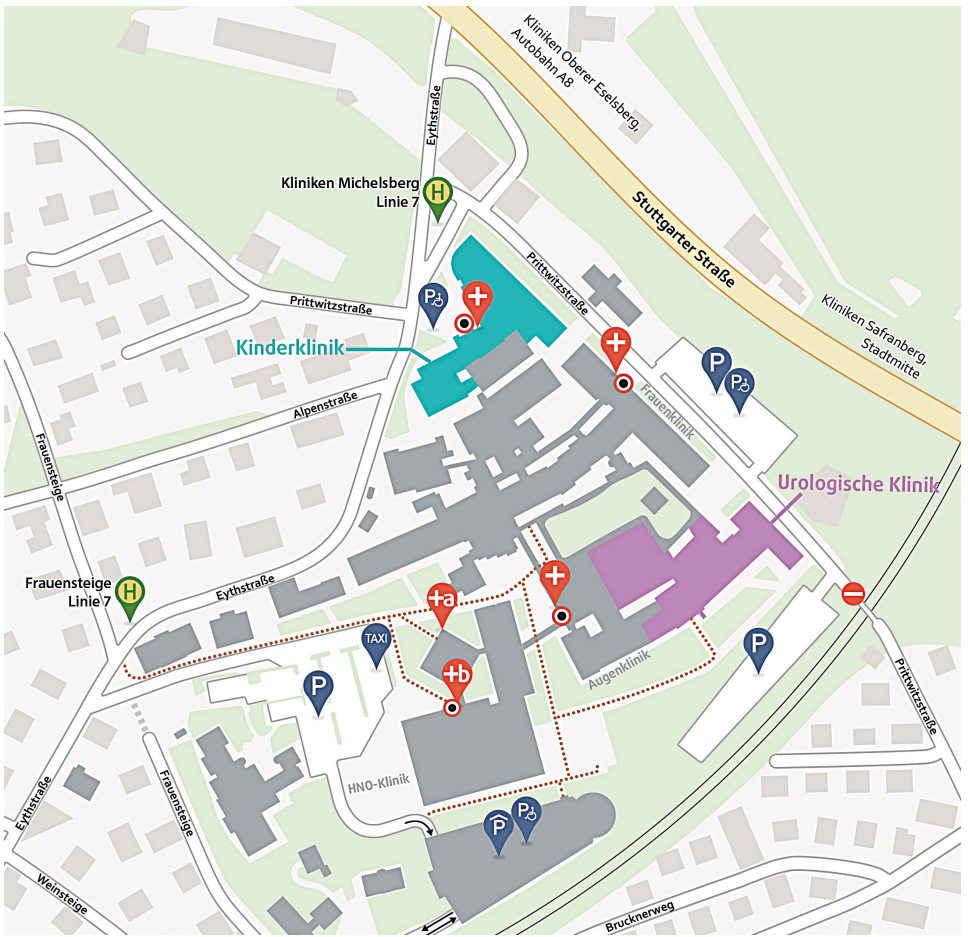 Kliniken Oberer Eselsberg,
Autobahn A8
Eythstraße
Kliniken Michelsberg
Linie 7
H
Stuttgarter Straße
Prittwitzstraße
Prittwitzstraße
P
Kinderklinik
Kliniken Safranberg,
Stadtmitte
P
P
Alpenstraße
Frauenklinik
Frauensteige
Urologische Klinik
Frauensteige
Linie 7
H
Eythstraße
+a
TAXI
+b
P
P
Augenklinik
Prittwitzstraße
HNO-Klinik
Eythstraße
Frauensteige
P
P
Weinsteige
Brucknerweg